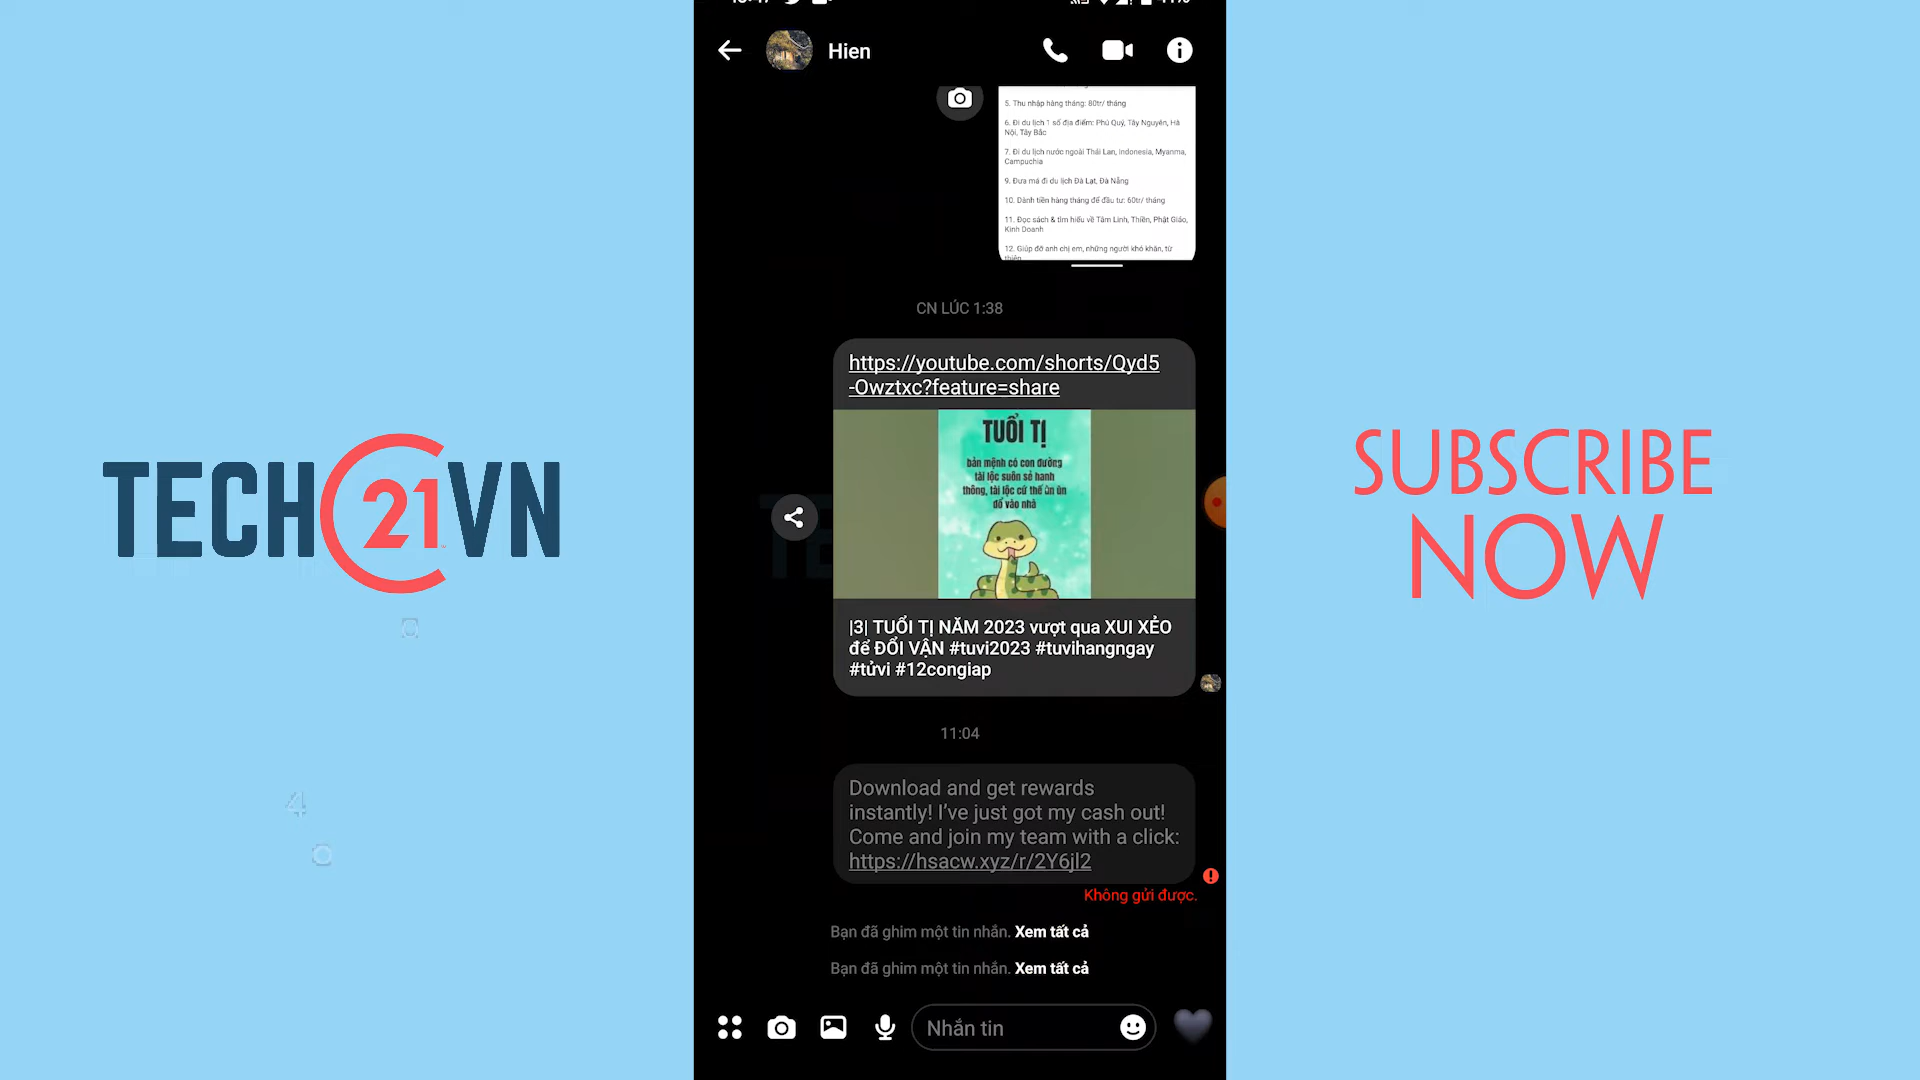 Hien
5. Thu nhập hàng tháng: 80tr/ tháng
6. Đi du lịch 1 số địa điểm: Phú Quý, Tây Nguyên, Hà
Nội, Tây Bắc
7. Đi du lịch nước ngoài Thái Lan, Indonesia, Myanma,
Campuchia
9. Đưa má đi du lịch Đà Lạt, Đà Nẵng
10. Dành tiền hàng tháng để đầu tư: 60tr/ tháng
11. Đọc sách & tìm hiểu về Tâm Linh, Thiền, Phật Giáo,
Kinh Doanh
12. Giúp đỡ anh chị em, những người khó khăn, từ
thiện
CN LÚC 1:38
https://youtube.com/shorts/Qyd5
-Owztxc?feature=share
TUỔI TỊ
bản mệnh có con đường
tài lộc suôn sẻ hanh
thông, tài lộc cứ thế ùn ùn
đổ vào nhà
|3| TUỔI TỊ NĂM 2023 vượt qua XUI XẺO
để ĐỔI VẬN #tuvi2023 #tuvihangngay
#tửvi #12congiap
11:04
Download and get rewards
instantly! I’ve just got my cash out!
Come and join my team with a click:
https://hsacw.xyz/r/2Y6jl2
Không gửi được.
Bạn đã ghim một tin nhắn. Xem tất cả
Bạn đã ghim một tin nhắn. Xem tất cả
Nhắn tin
TECH 21 VN
SUBSCRIBE
NOW